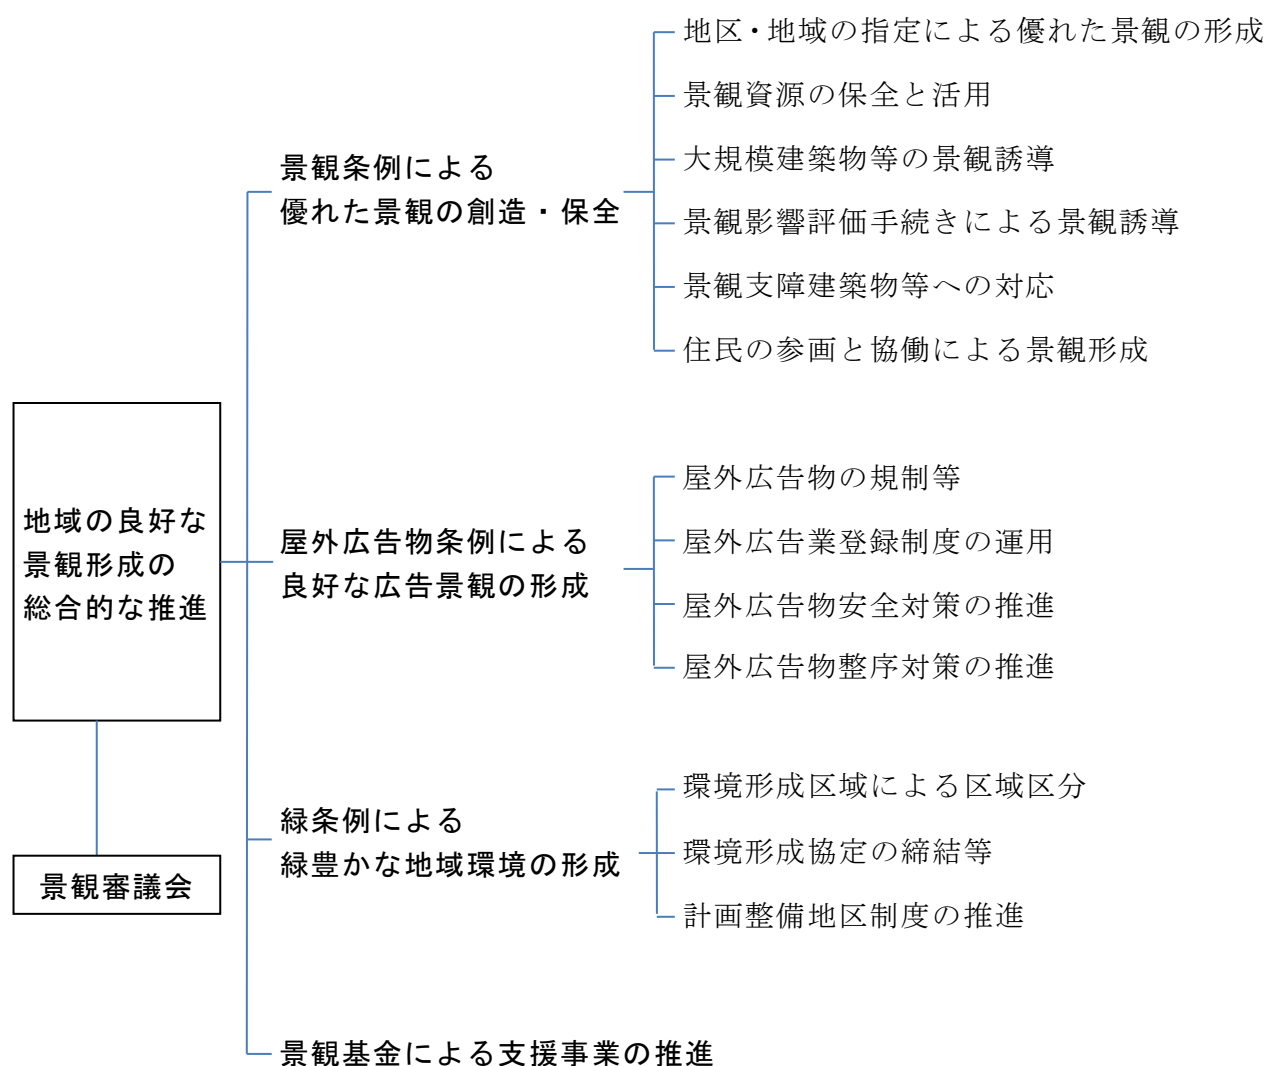 地域の良好な
景観形成の
総合的な推進
景観審議会
景観条例による
優れた景観の創造・保全
地区・地域の指定による優れた景観の形成
景観資源の保全と活用
大規模建築物等の景観誘導
景観影響評価手続きによる景観誘導
景観支障建築物等への対応
住民の参画と協働による景観形成
屋外広告物条例による
良好な広告景観の形成
屋外広告物の規制等
屋外広告業登録制度の運用
屋外広告物安全対策の推進
屋外広告物整序対策の推進
緑条例による
緑豊かな地域環境の形成
環境形成区域による区域区分
環境形成協定の締結等
計画整備地区制度の推進
景観基金による支援事業の推進